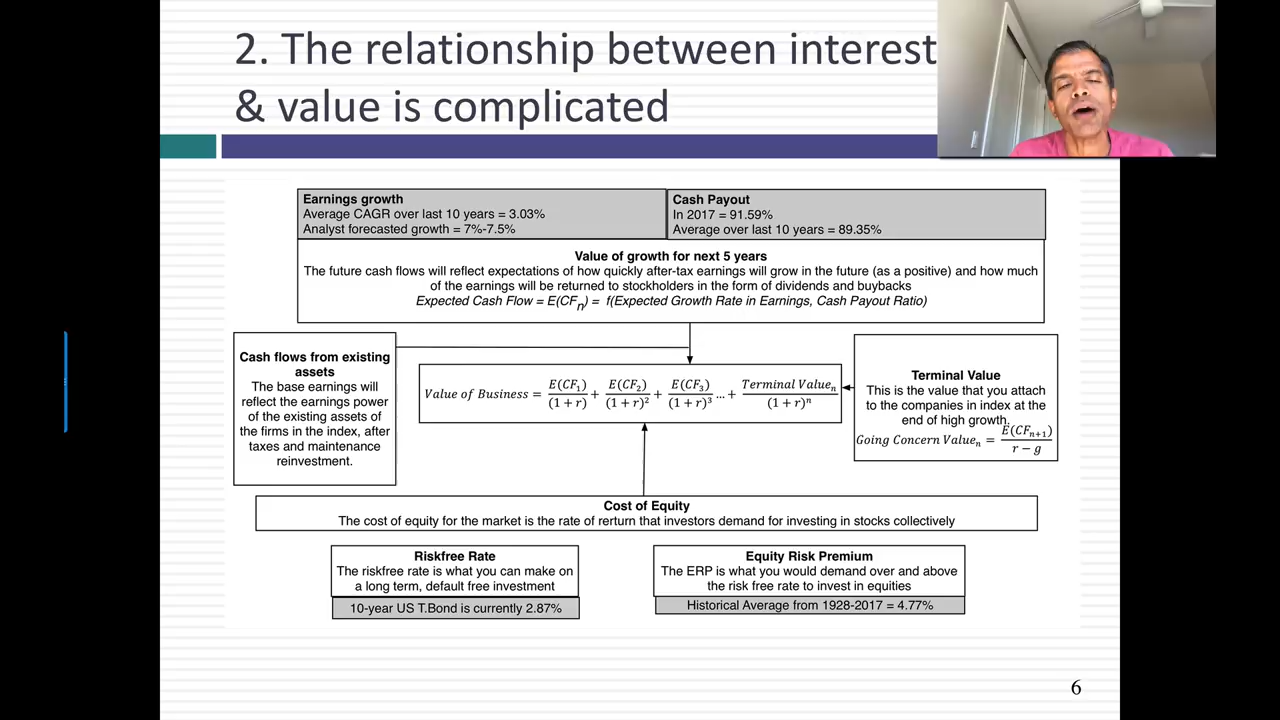 2. The relationship between interest
& value is complicated
Earnings growth
Average CAGR over last 10 years = 3.03%
Analyst forecasted growth = 7%-7.5%
Cash Payout
In 2017 = 91.59%
Average over last 10 years = 89.35%
Value of growth for next 5 years
The future cash flows will reflect expectations of how quickly after-tax earnings will grow in the future (as a positive) and how much
of the earnings will be returned to stockholders in the form of dividends and buybacks
Expected Cash Flow = E(CFn) = f(Expected Growth Rate in Earnings, Cash Payout Ratio)
Cash flows from existing
assets
The base earnings will
reflect the earnings power
of the existing assets of
the firms in the index, after
taxes and maintenance
reinvestment.
Value of Business = E(CF1)/(1 + r) + E(CF2)/(1 + r)^2 + E(CF3)/(1 + r)^3 ... + Terminal Value_n/(1 + r)^n
Terminal Value
This is the value that you attach
to the companies in index at the
end of high growth.
Going Concern Value_n = E(CF_n+1)/(r − g)
Cost of Equity
The cost of equity for the market is the rate of rerturn that investors demand for investing in stocks collectively
Riskfree Rate
The riskfree rate is what you can make on
a long term, default free investment
10-year US T.Bond is currently 2.87%
Equity Risk Premium
The ERP is what you would demand over and above
the risk free rate to invest in equities
Historical Average from 1928-2017 = 4.77%
6